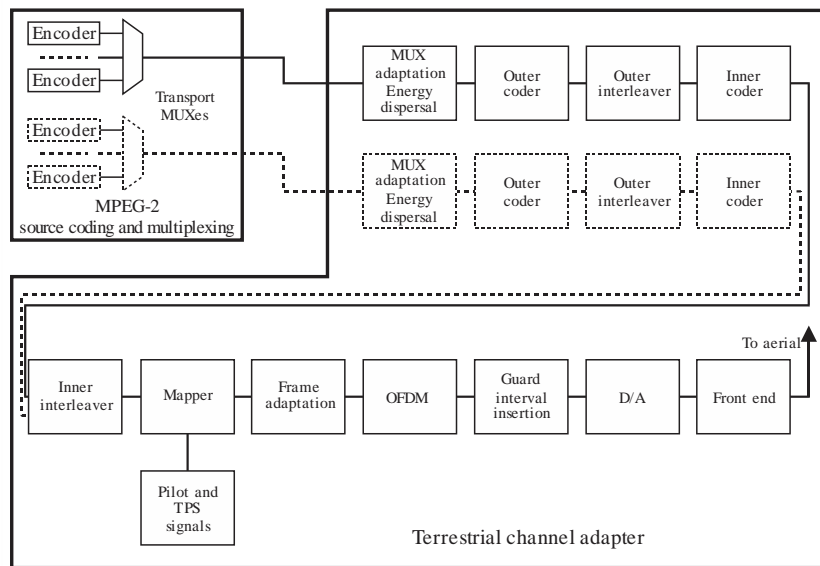 Encoder
Encoder
Transport
MUXes
Encoder
Encoder
MPEG-2
source coding and multiplexing
MUX
adaptation
Energy
dispersal
Outer
coder
Outer
interleaver
Inner
coder
MUX
adaptation
Energy
dispersal
Outer
coder
Outer
interleaver
Inner
coder
To aerial
Inner
interleaver
Mapper
Frame
adaptation
OFDM
Guard
interval
insertion
D/A
Front end
Pilot and
TPS
signals
Terrestrial channel adapter